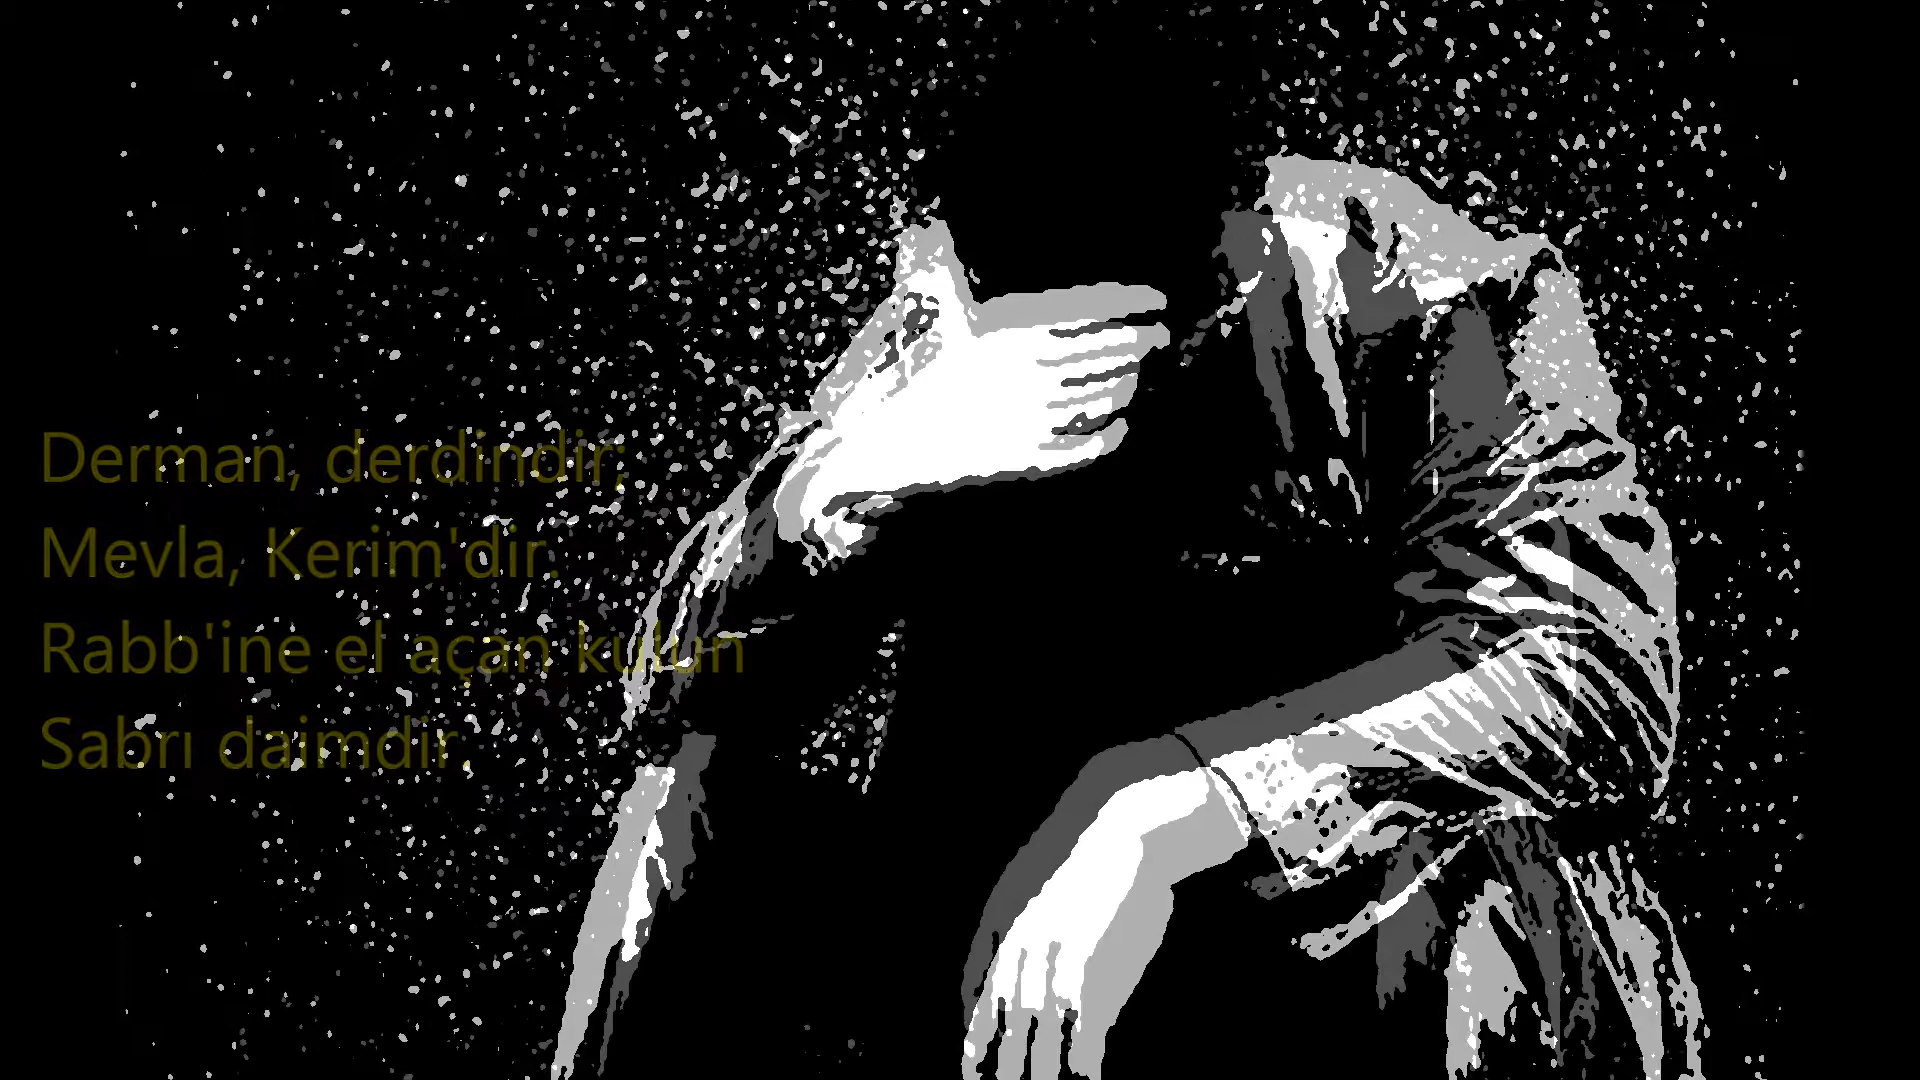 Derman, derdindir;
Mevla, Kerim'dir.
Rabb'ine el açan kulun
Sabrı daimdir.